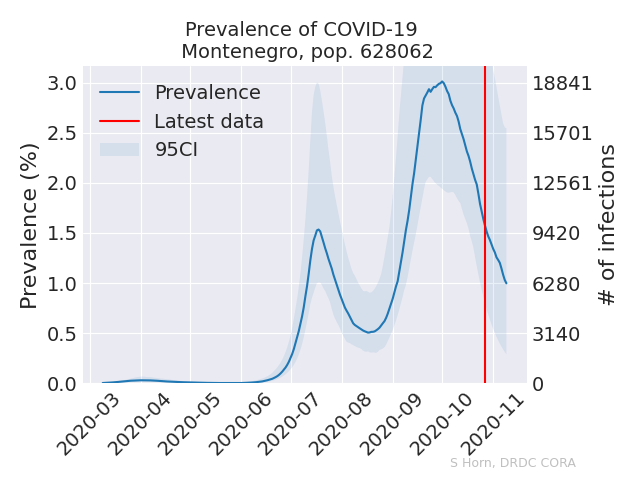 Prevalence of COVID-19
Montenegro, pop. 628062
Prevalence
Latest data
95CI
Prevalence (%)
3.0
2.5
2.0
1.5
1.0
0.5
0.0
18841
15701
12561
9420
6280
3140
0
# of infections
2020-03
2020-04
2020-05
2020-06
2020-07
2020-08
2020-09
2020-10
2020-11
S Horn, DRDC CORA